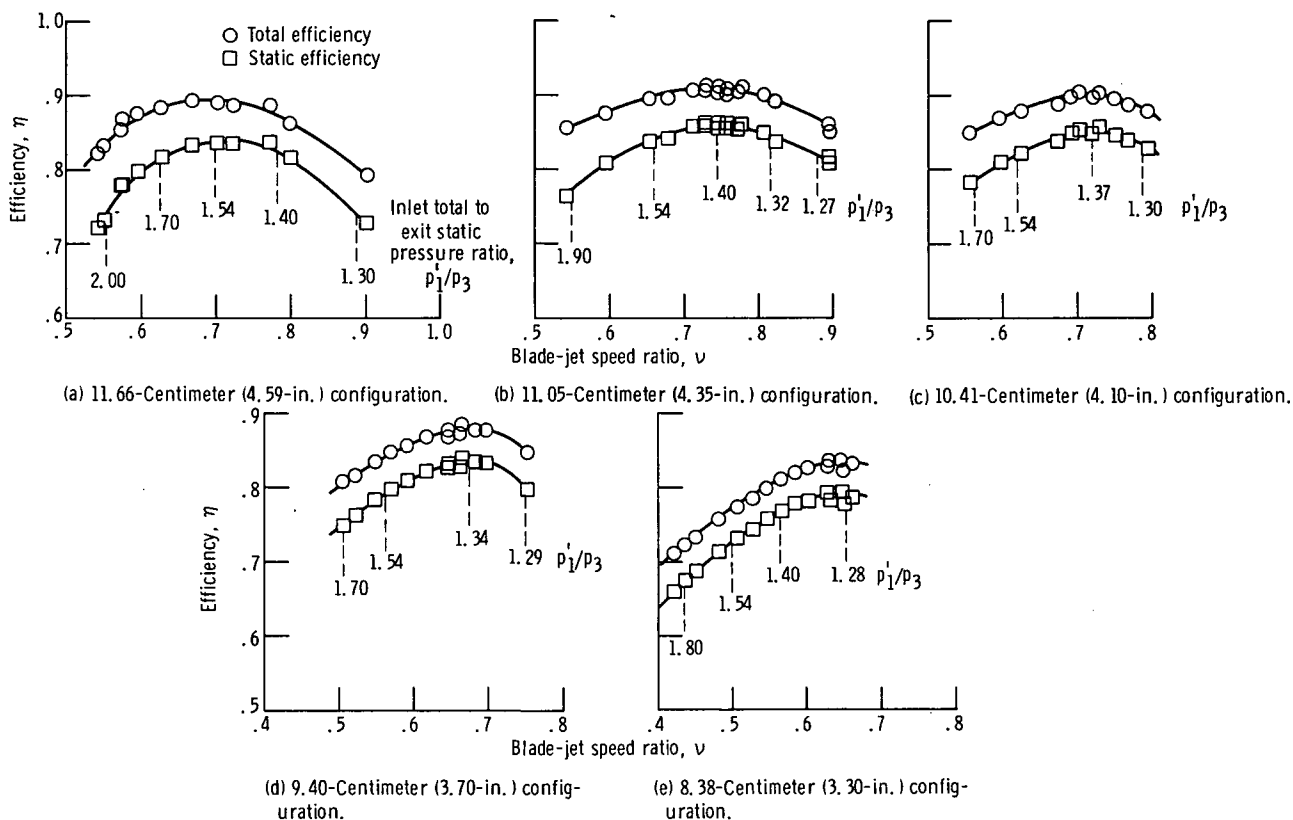 1.0
.9
.8
.7
.6
Efficiency, η
○ Total efficiency
□ Static efficiency
2.00
1.70
1.54
1.40
1.30
Inlet total to
exit static
pressure ratio,
p'1/p3
.5
.6
.7
.8
.9
1.0
1.90
1.54
1.40
1.32
1.27
p'1/p3
.5
.6
.7
.8
.9
1.70
1.54
1.37
1.30
p'1/p3
.5
.6
.7
.8
Blade-jet speed ratio, ν
(a) 11.66-Centimeter (4.59-in.) configuration.
(b) 11.05-Centimeter (4.35-in.) configuration.
(c) 10.41-Centimeter (4.10-in.) configuration.
.9
.8
.7
.6
.5
Efficiency, η
1.70
1.54
1.34
1.29
p'1/p3
.4
.5
.6
.7
.8
1.80
1.54
1.40
1.28
p'1/p3
.4
.5
.6
.7
.8
Blade-jet speed ratio, ν
(d) 9.40-Centimeter (3.70-in.) config-
uration.
(e) 8.38-Centimeter (3.30-in.) config-
uration.